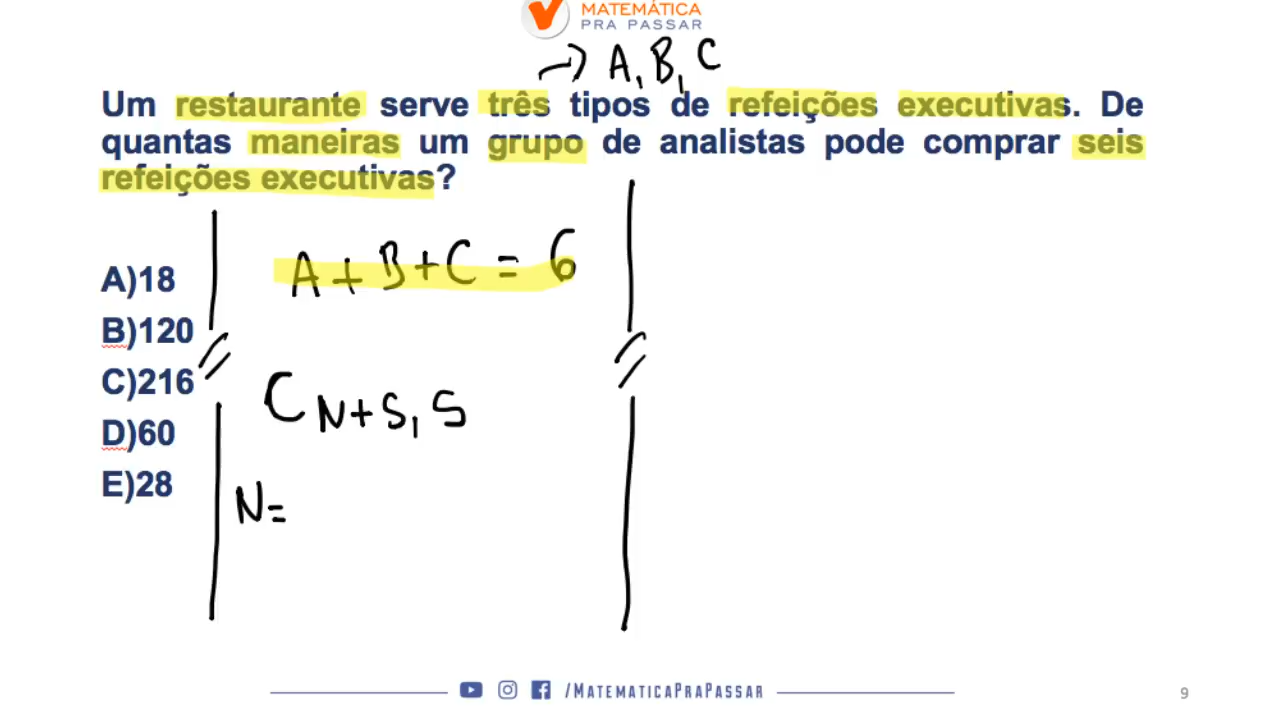 MATEMÁTICA
PRA PASSAR
→ A, B, C
Um restaurante serve três tipos de refeições executivas. De
quantas maneiras um grupo de analistas pode comprar seis
refeições executivas?
A + B + C = 6
A)18
B)120
C)216
D)60
E)28
C N+S, S
N=
/MATEMATICAPRAPASSAR
9